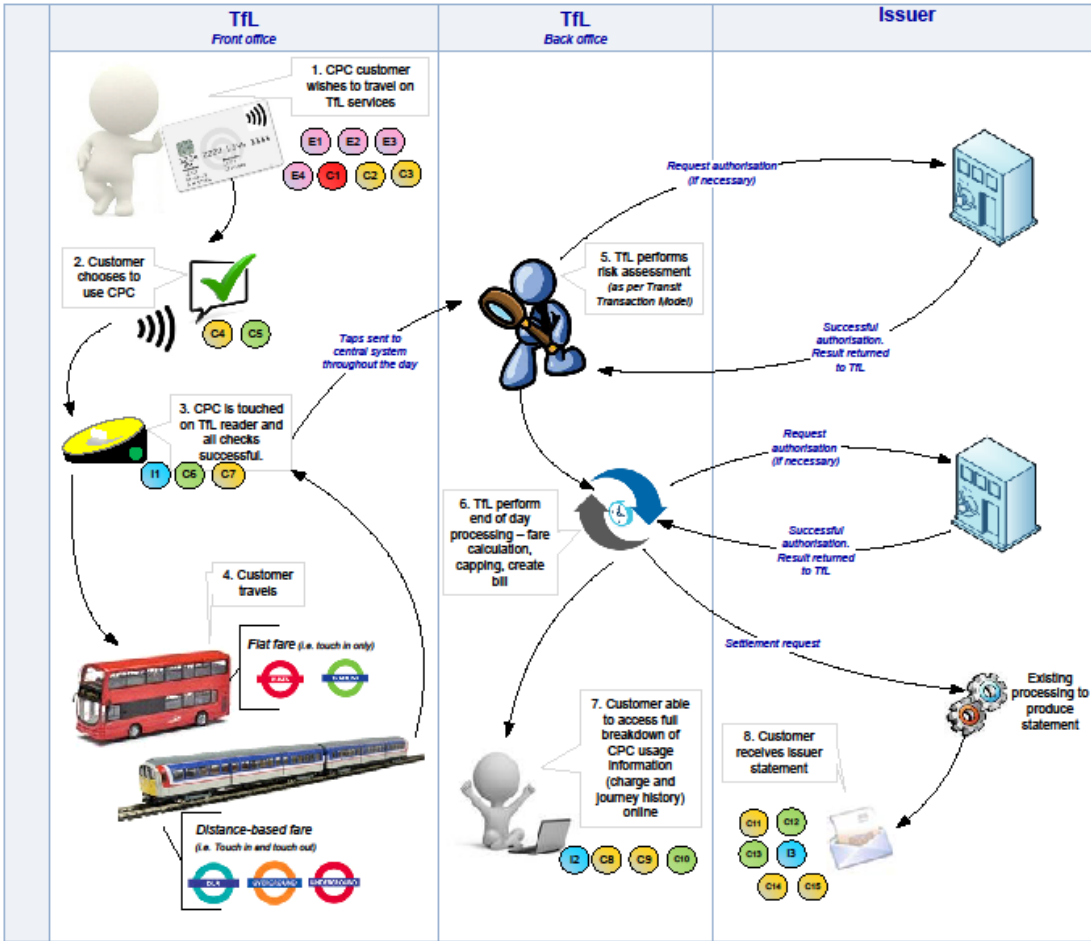 TfL
Front office
TfL
Back office
Issuer
1. CPC customer
wishes to travel on
TfL services
E1
E2
E3
E4
C1
C2
C3
2. Customer
chooses to
use CPC
C4
C5
Taps sent to
central system
throughout the day
3. CPC is touched
on TfL reader and
all checks
successful.
I1
C6
C7
4. Customer
travels
Flat fare (i.e. touch in only)
BUSES
Distance-based fare
(i.e. Touch in and touch out)
DLR
OVERGROUND
UNDERGROUND
Request authorisation
(if necessary)
5. TfL performs
risk assessment
(as per Transit
Transaction Model)
Successful
authorisation.
Result returned
to TfL
Request
authorisation
(if necessary)
6. TfL perform
end of day
processing – fare
calculation,
capping, create
bill
Successful
authorisation.
Result returned
to TfL
Settlement request
7. Customer able
to access full
breakdown of
CPC usage
information
(charge and
journey history)
online
I2
C8
C9
C10
Existing
processing to
produce
statement
8. Customer
receives issuer
statement
C11
C12
C13
I3
C14
C15